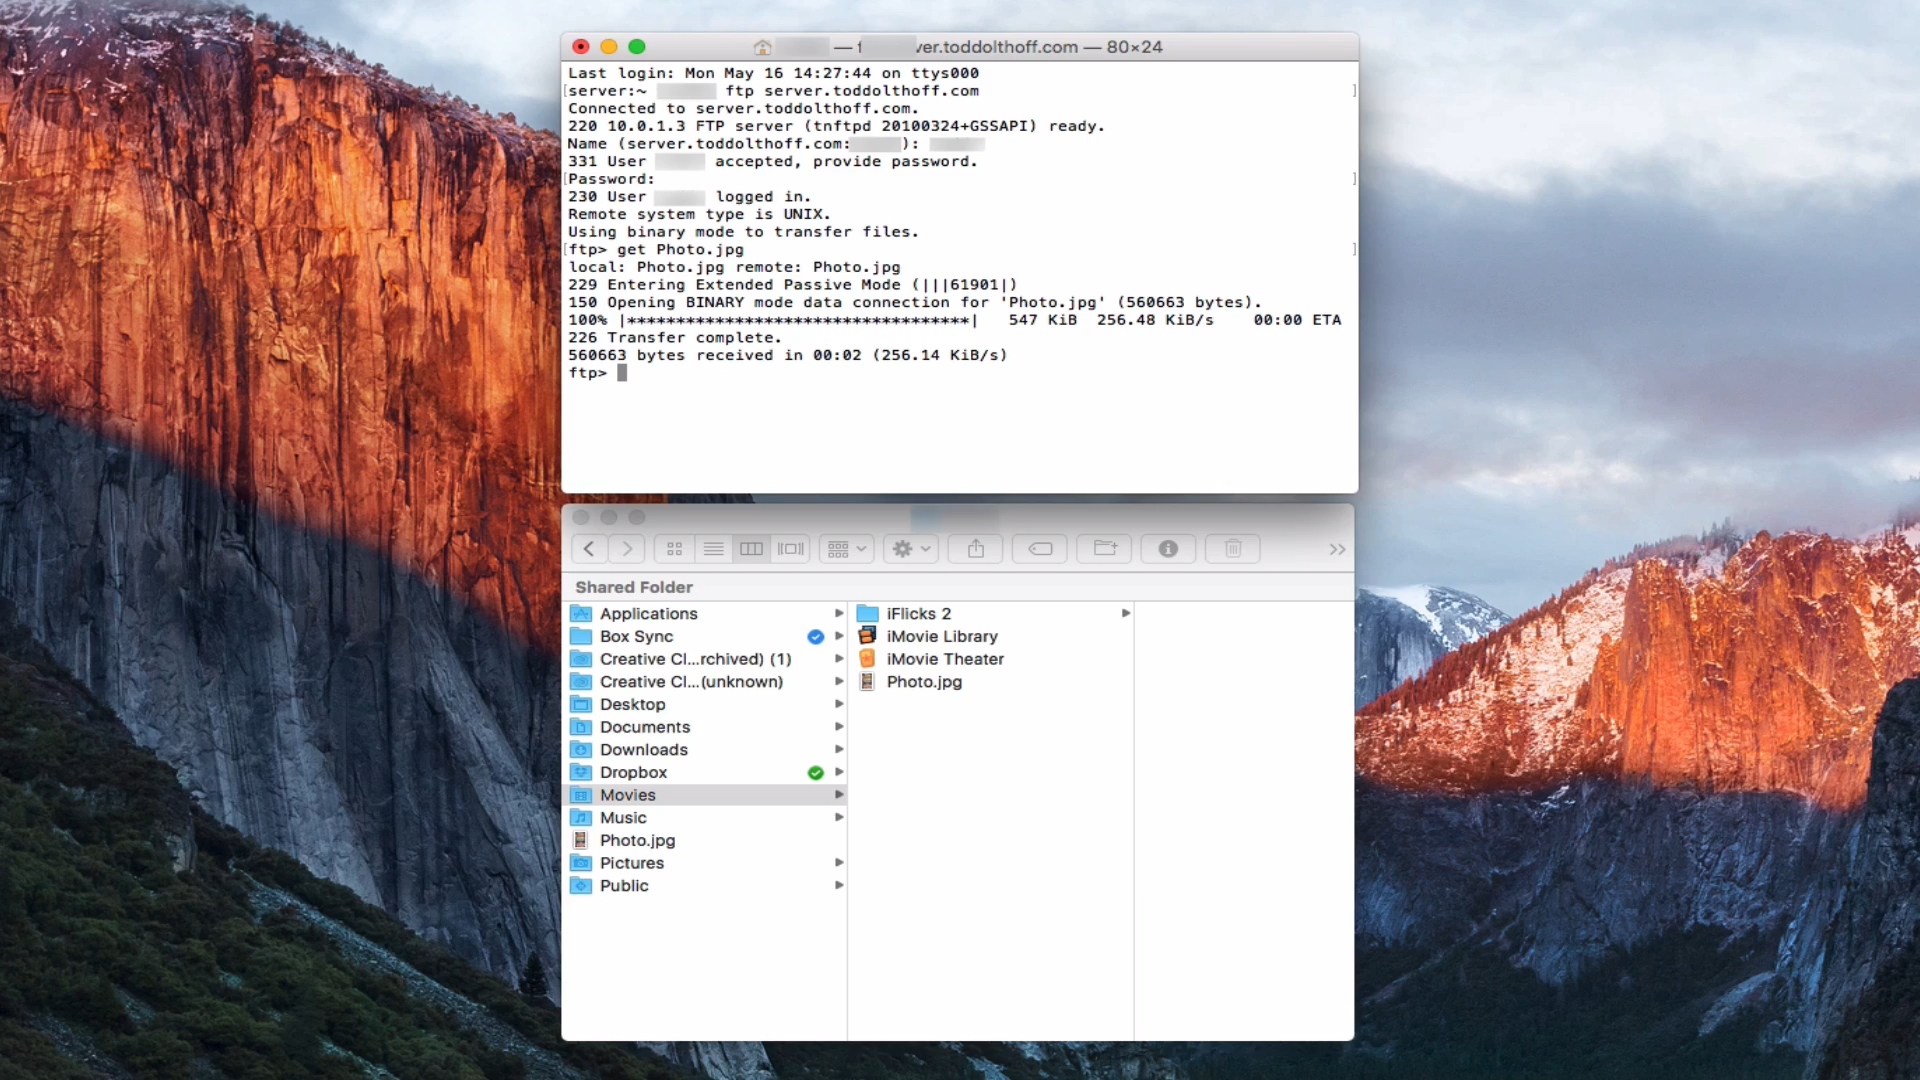 ver.toddolthoff.com — 80×24
Last login: Mon May 16 14:27:44 on ttys000
[server:~ ftp server.toddolthoff.com ]
Connected to server.toddolthoff.com.
220 10.0.1.3 FTP server (tnftpd 20100324+GSSAPI) ready.
Name (server.toddolthoff.com: ):
331 User accepted, provide password.
[Password: ]
230 User logged in.
Remote system type is UNIX.
Using binary mode to transfer files.
[ftp> get Photo.jpg ]
local: Photo.jpg remote: Photo.jpg
229 Entering Extended Passive Mode (|||61901|)
150 Opening BINARY mode data connection for 'Photo.jpg' (560663 bytes).
100% |***********************************| 547 KiB 256.48 KiB/s 00:00 ETA
226 Transfer complete.
560663 bytes received in 00:02 (256.14 KiB/s)
ftp>
Shared Folder
Applications
Box Sync
Creative Cl...rchived) (1)
Creative Cl...(unknown)
Desktop
Documents
Downloads
Dropbox
Movies
Music
Photo.jpg
Pictures
Public
iFlicks 2
iMovie Library
iMovie Theater
Photo.jpg